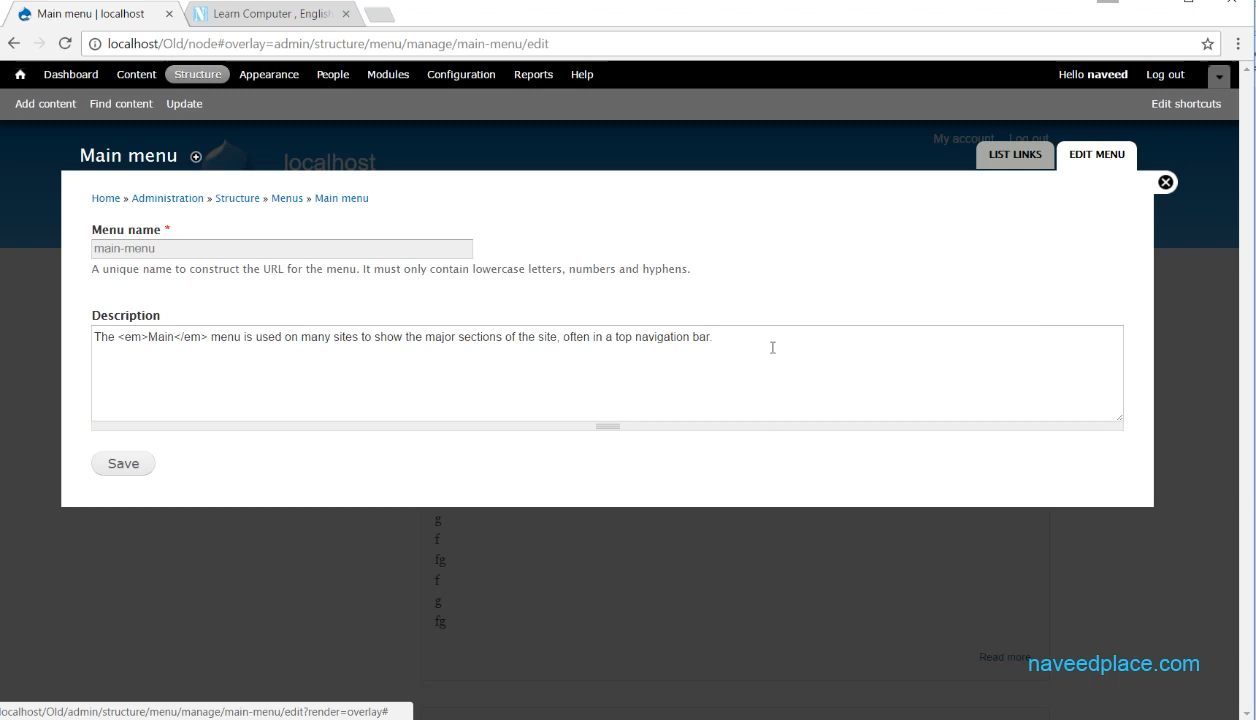 Main menu | localhost
Learn Computer , English
localhost/Old/node#overlay=admin/structure/menu/manage/main-menu/edit
Dashboard Content Structure Appearance People Modules Configuration Reports Help Hello naveed Log out
Add content Find content Update Edit shortcuts
My account Log out
Main menu localhost LIST LINKS EDIT MENU
Home » Administration » Structure » Menus » Main menu
Menu name *
main-menu
A unique name to construct the URL for the menu. It must only contain lowercase letters, numbers and hyphens.
Description
The <em>Main</em> menu is used on many sites to show the major sections of the site, often in a top navigation bar.
Save
g
f
fg
f
g
fg
Read more
naveedplace.com
localhost/Old/admin/structure/menu/manage/main-menu/edit?render=overlay#